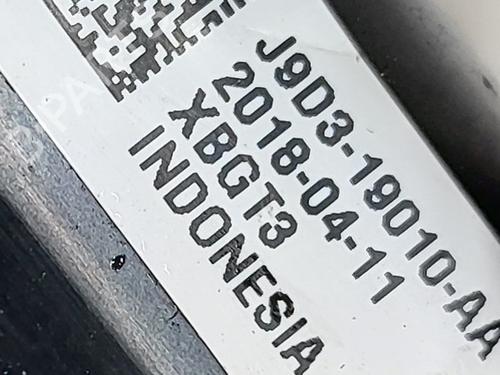 J9D3-19010-AA
2018-04-11
XBGT3
INDONESIA